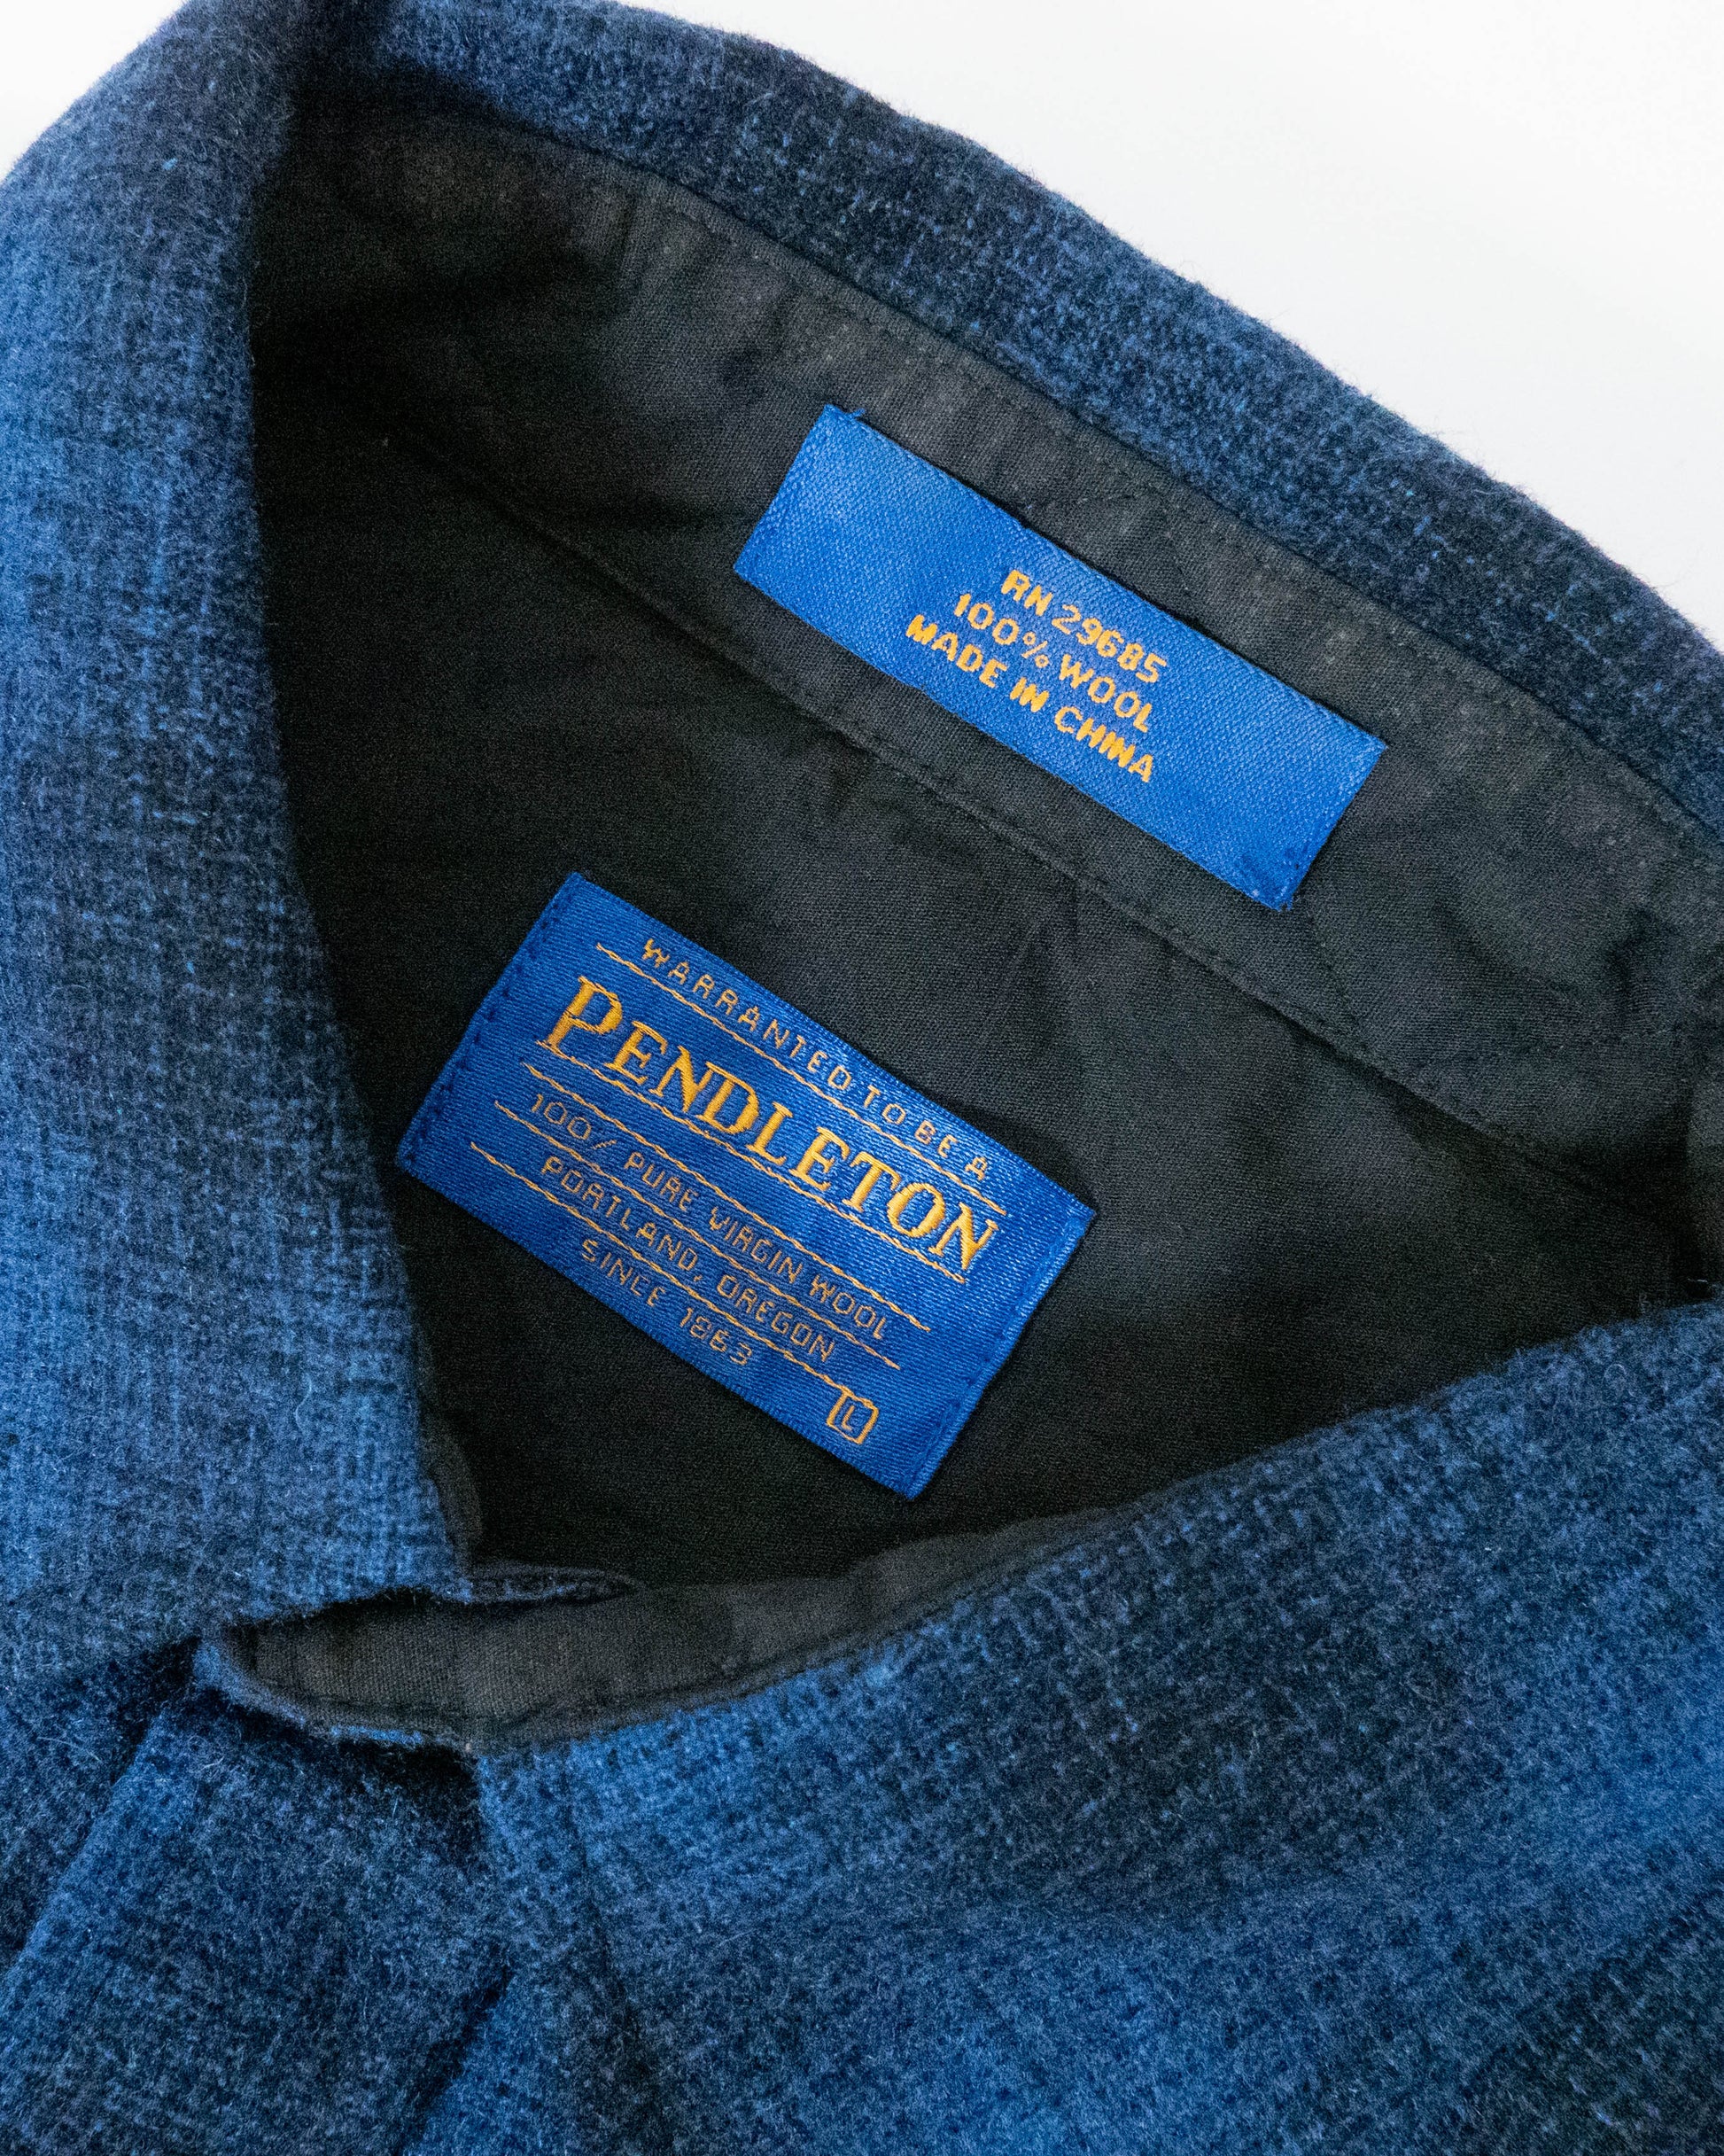 RN 29685
100% WOOL
MADE IN CHINA
WARRANTED TO BE A
PENDLETON
100% PURE VIRGIN WOOL
PORTLAND, OREGON
SINCE 1863
L